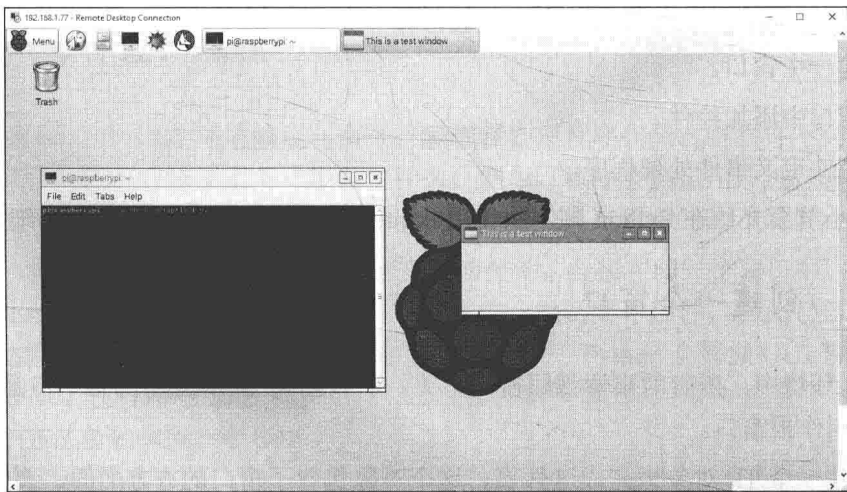 192.168.1.77 - Remote Desktop Connection
Menu
pi@raspberrypi: ~
This is a test window
Trash
pi@raspberrypi: ~
File Edit Tabs Help
This is a test window